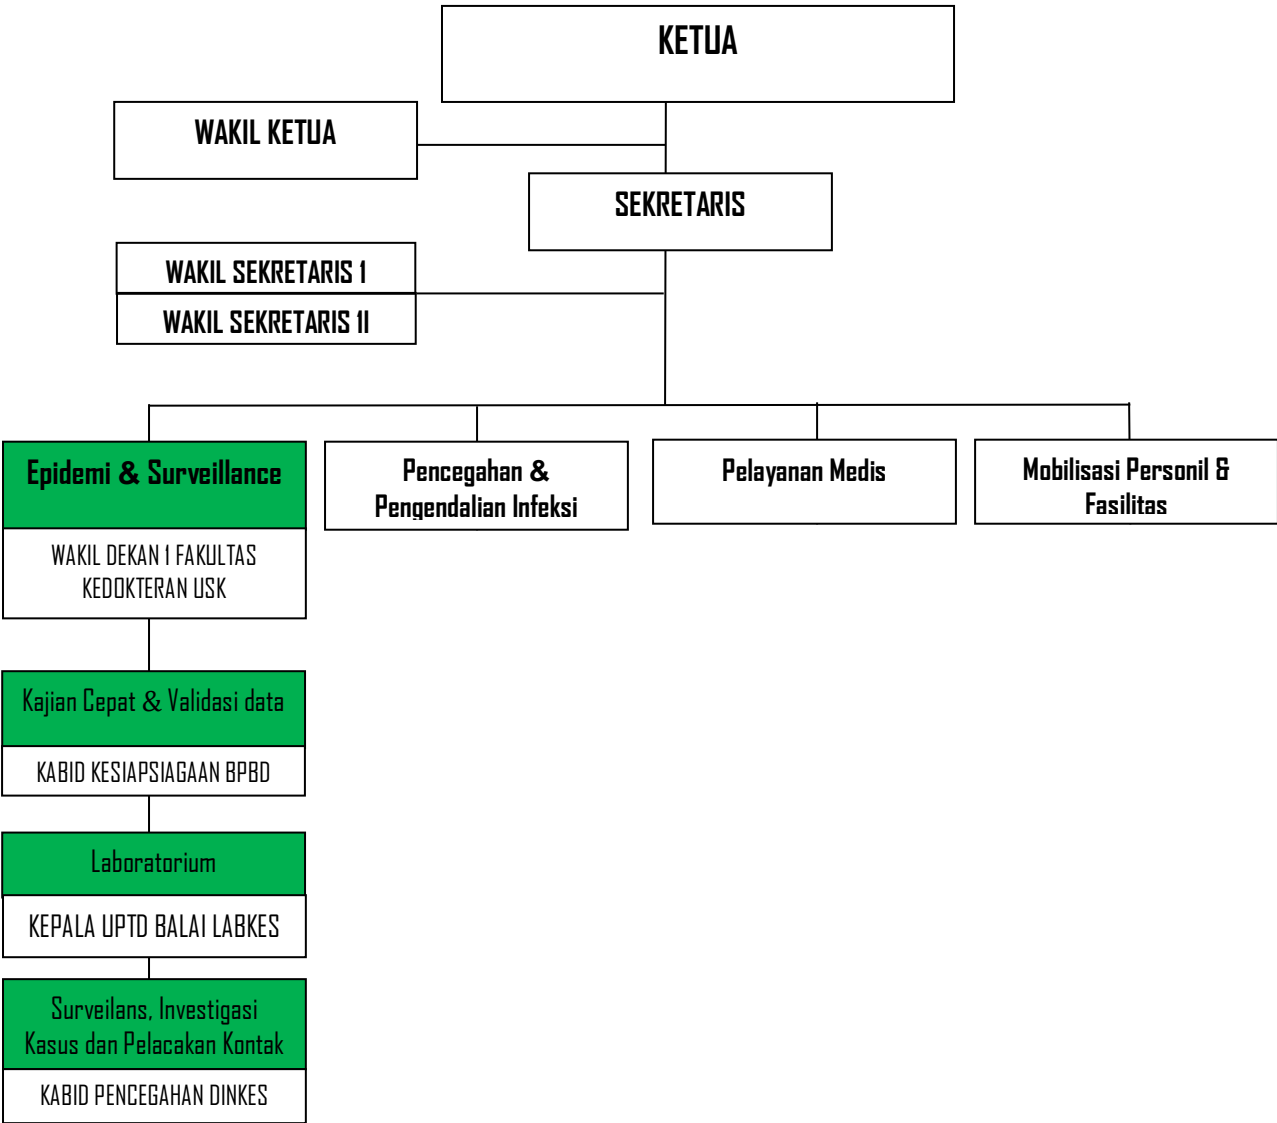 KETUA
WAKIL KETUA
SEKRETARIS
WAKIL SEKRETARIS 1
WAKIL SEKRETARIS 1I
Epidemi & Surveillance
WAKIL DEKAN 1 FAKULTAS
KEDOKTERAN USK
Pencegahan &
Pengendalian Infeksi
Pelayanan Medis
Mobilisasi Personil &
Fasilitas
Kajian Cepat & Validasi data
KABID KESIAPSIAGAAN BPBD
Laboratorium
KEPALA UPTD BALAI LABKES
Surveilans, Investigasi
Kasus dan Pelacakan Kontak
KABID PENCEGAHAN DINKES